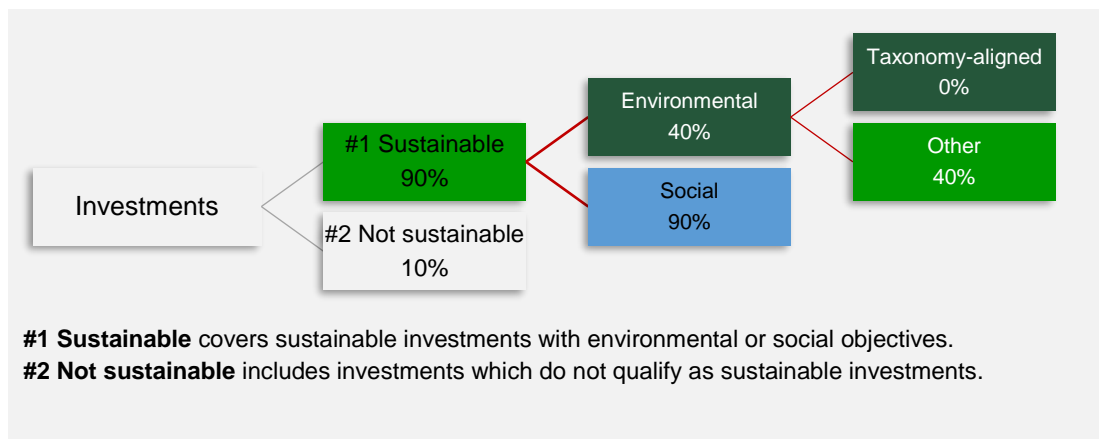 Taxonomy-aligned
0%
Environmental
40%
#1 Sustainable
90%
Other
40%
Investments
Social
90%
#2 Not sustainable
10%
#1 Sustainable covers sustainable investments with environmental or social objectives.
#2 Not sustainable includes investments which do not qualify as sustainable investments.